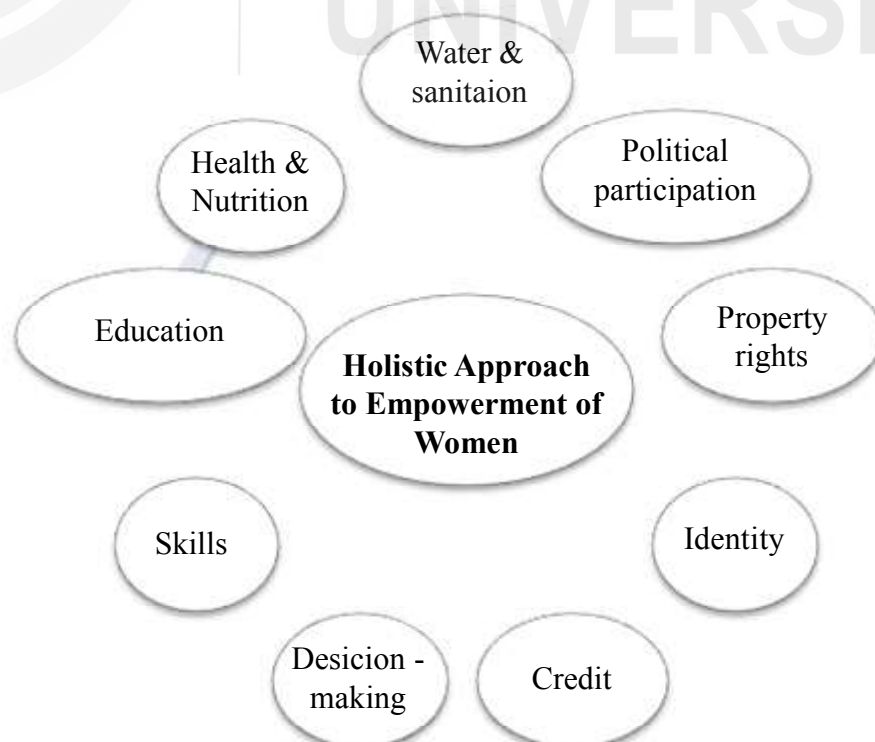 UNIVERSI
Water &
sanitaion
Political
participation
Health &
Nutrition
Property
rights
Education
Holistic Approach
to Empowerment of
Women
Skills
Identity
Desicion -
making
Credit